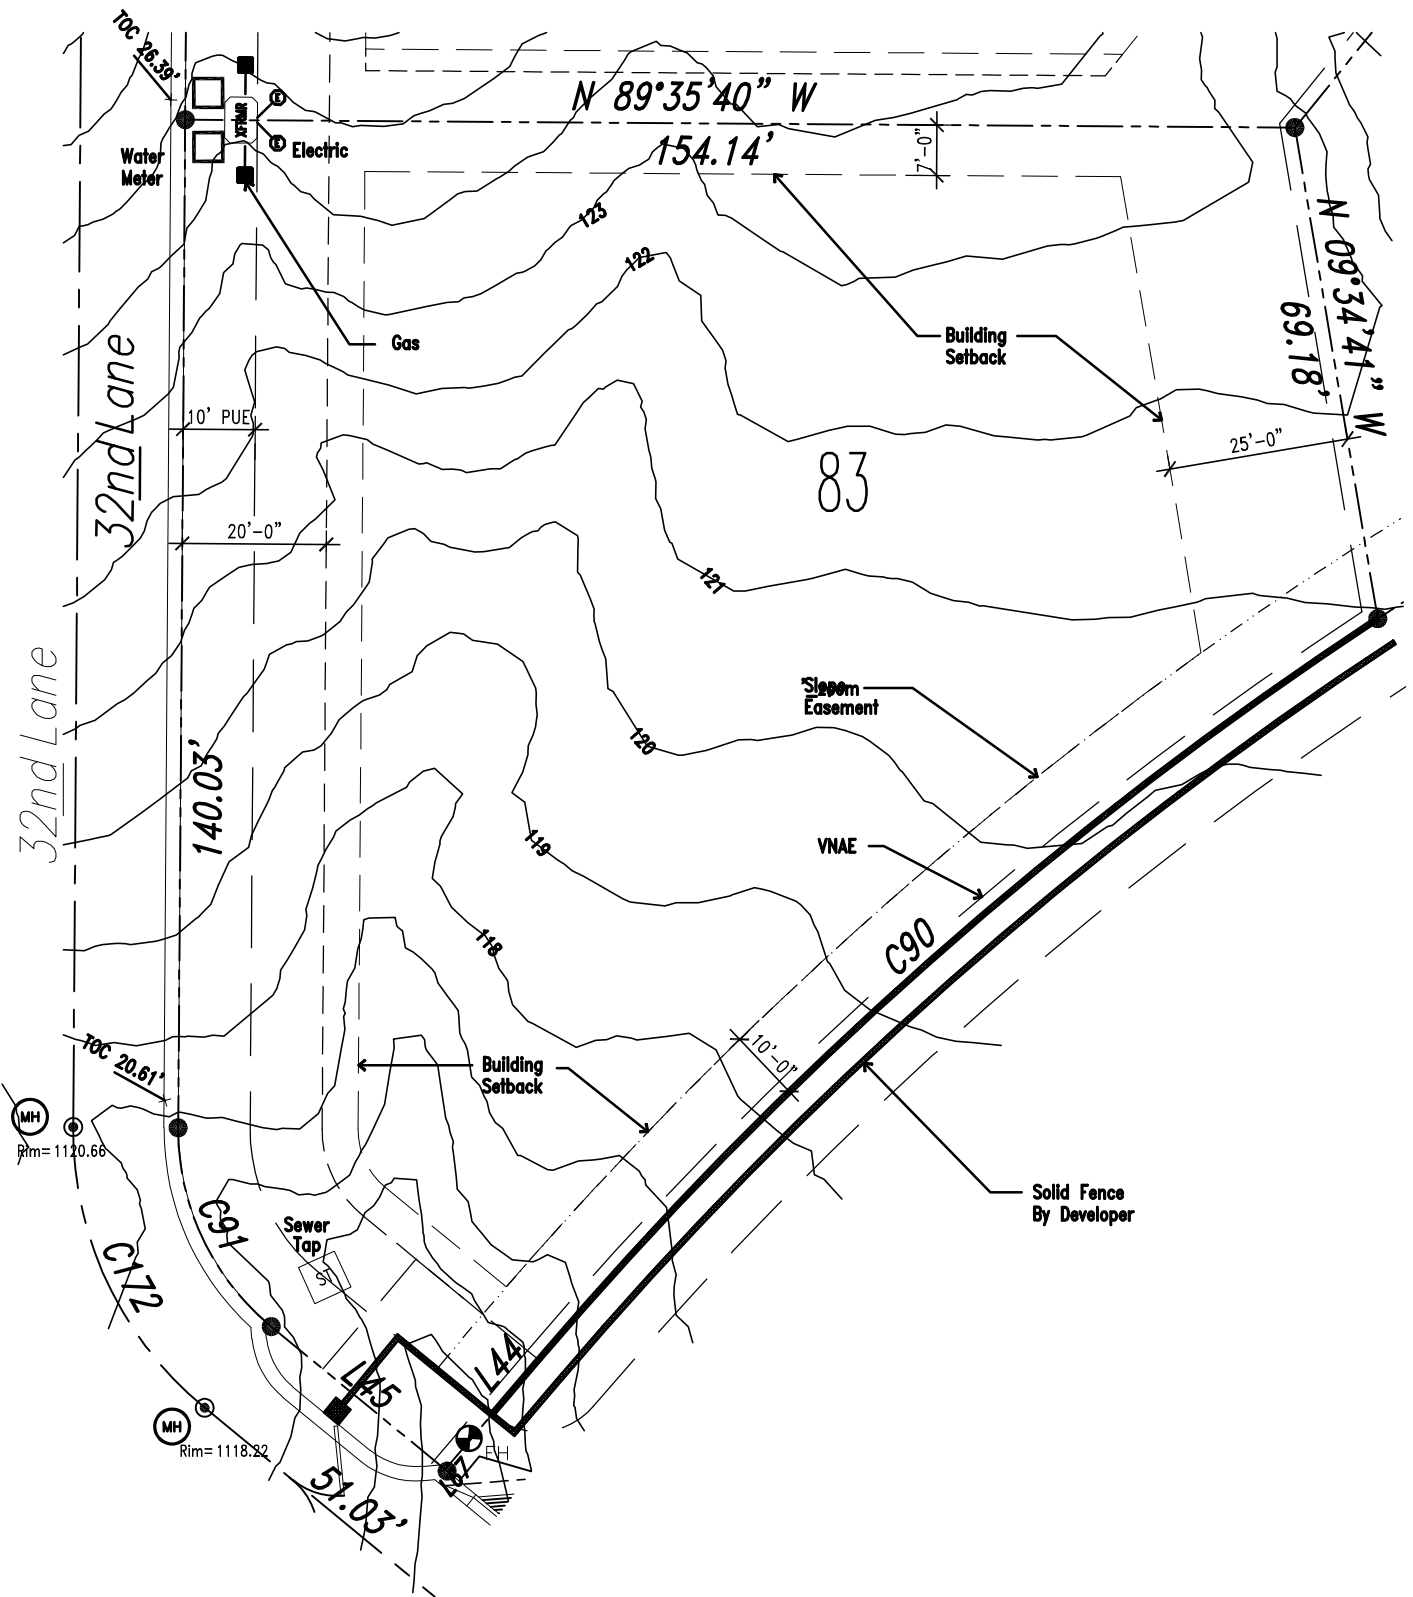 TOC 26.39'
N 89°35'40" W
154.14'
7'-0"
XFRMR
E
E
Electric
Water
Meter
N 09°34'41" W
69.18'
123
122
Gas
Building
Setback
32nd Lane
10' PUE
25'-0"
83
20'-0"
121
32nd Lane
Slope
Easement
120
140.03'
119
VNAE
118
C90
TOC 20.61'
10'-0"
Building
Setback
MH
Rim=1120.66
Solid Fence
By Developer
C91
Sewer
Tap
ST
C172
L44
L45
MH
Rim=1118.22
FH
51.03'